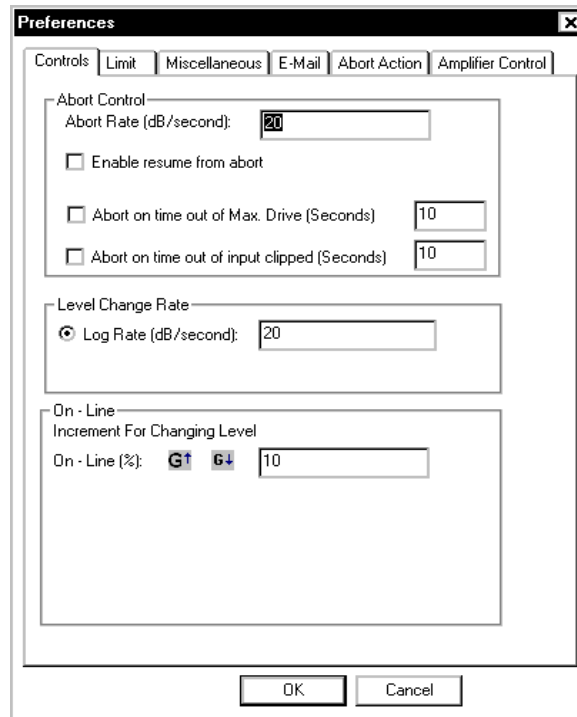 Preferences
Controls Limit Miscellaneous E-Mail Abort Action Amplifier Control
Abort Control
Abort Rate (dB/second): 20
Enable resume from abort
Abort on time out of Max. Drive (Seconds) 10
Abort on time out of input clipped (Seconds) 10
Level Change Rate
Log Rate (dB/second): 20
On - Line
Increment For Changing Level
On - Line (%): G↑ G↓ 10
OK Cancel